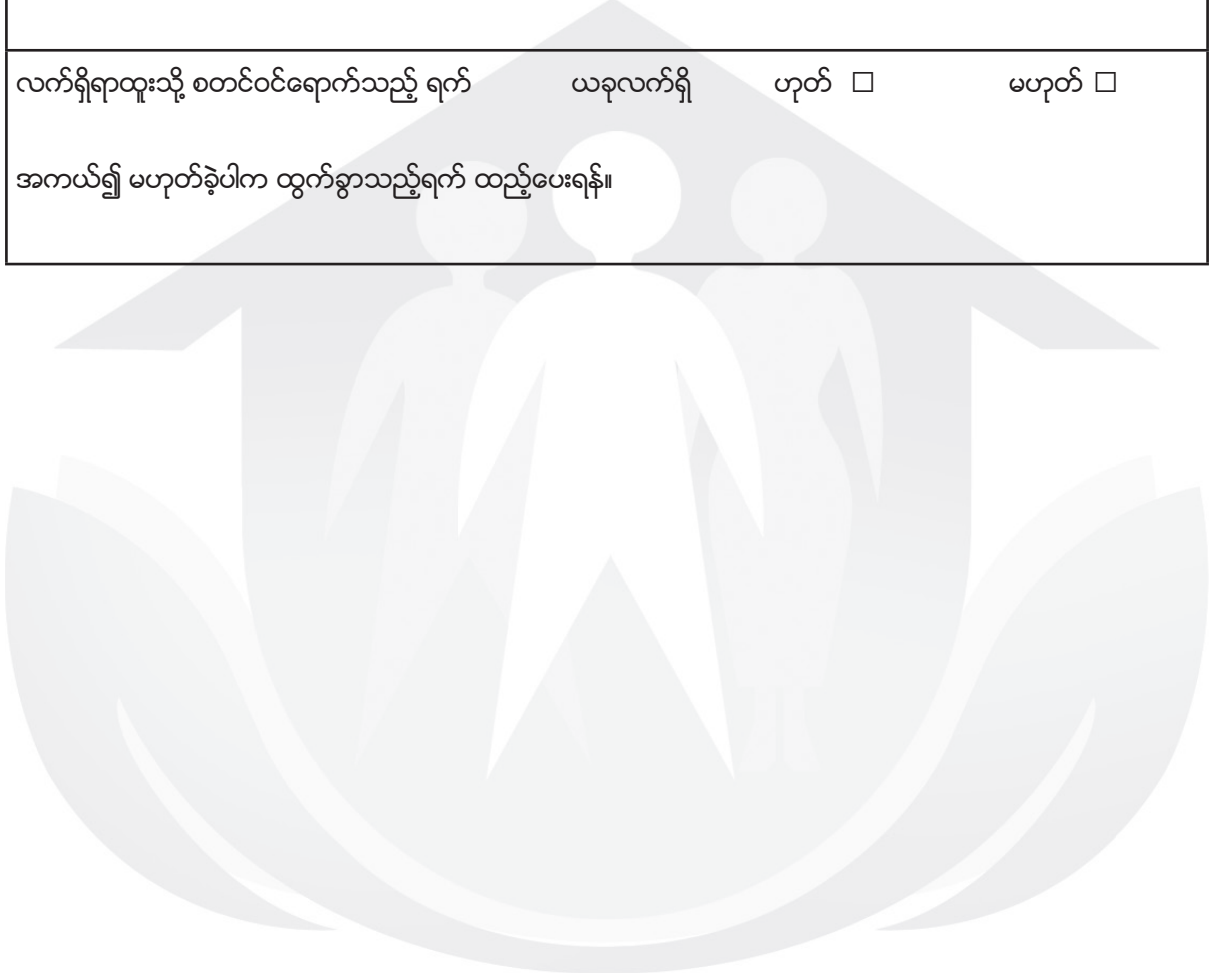 လက်ရှိရာထူးသို့ စတင်ဝင်ရောက်သည့် ရက် ယခုလက်ရှိ ဟုတ် ☐ မဟုတ် ☐
အကယ်၍ မဟုတ်ခဲ့ပါက ထွက်ခွာသည့်ရက် ထည့်ပေးရန်။